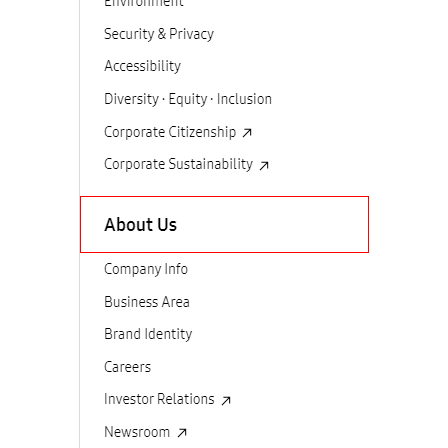 Environment
Security & Privacy
Accessibility
Diversity · Equity · Inclusion
Corporate Citizenship
Corporate Sustainability
About Us
Company Info
Business Area
Brand Identity
Careers
Investor Relations
Newsroom